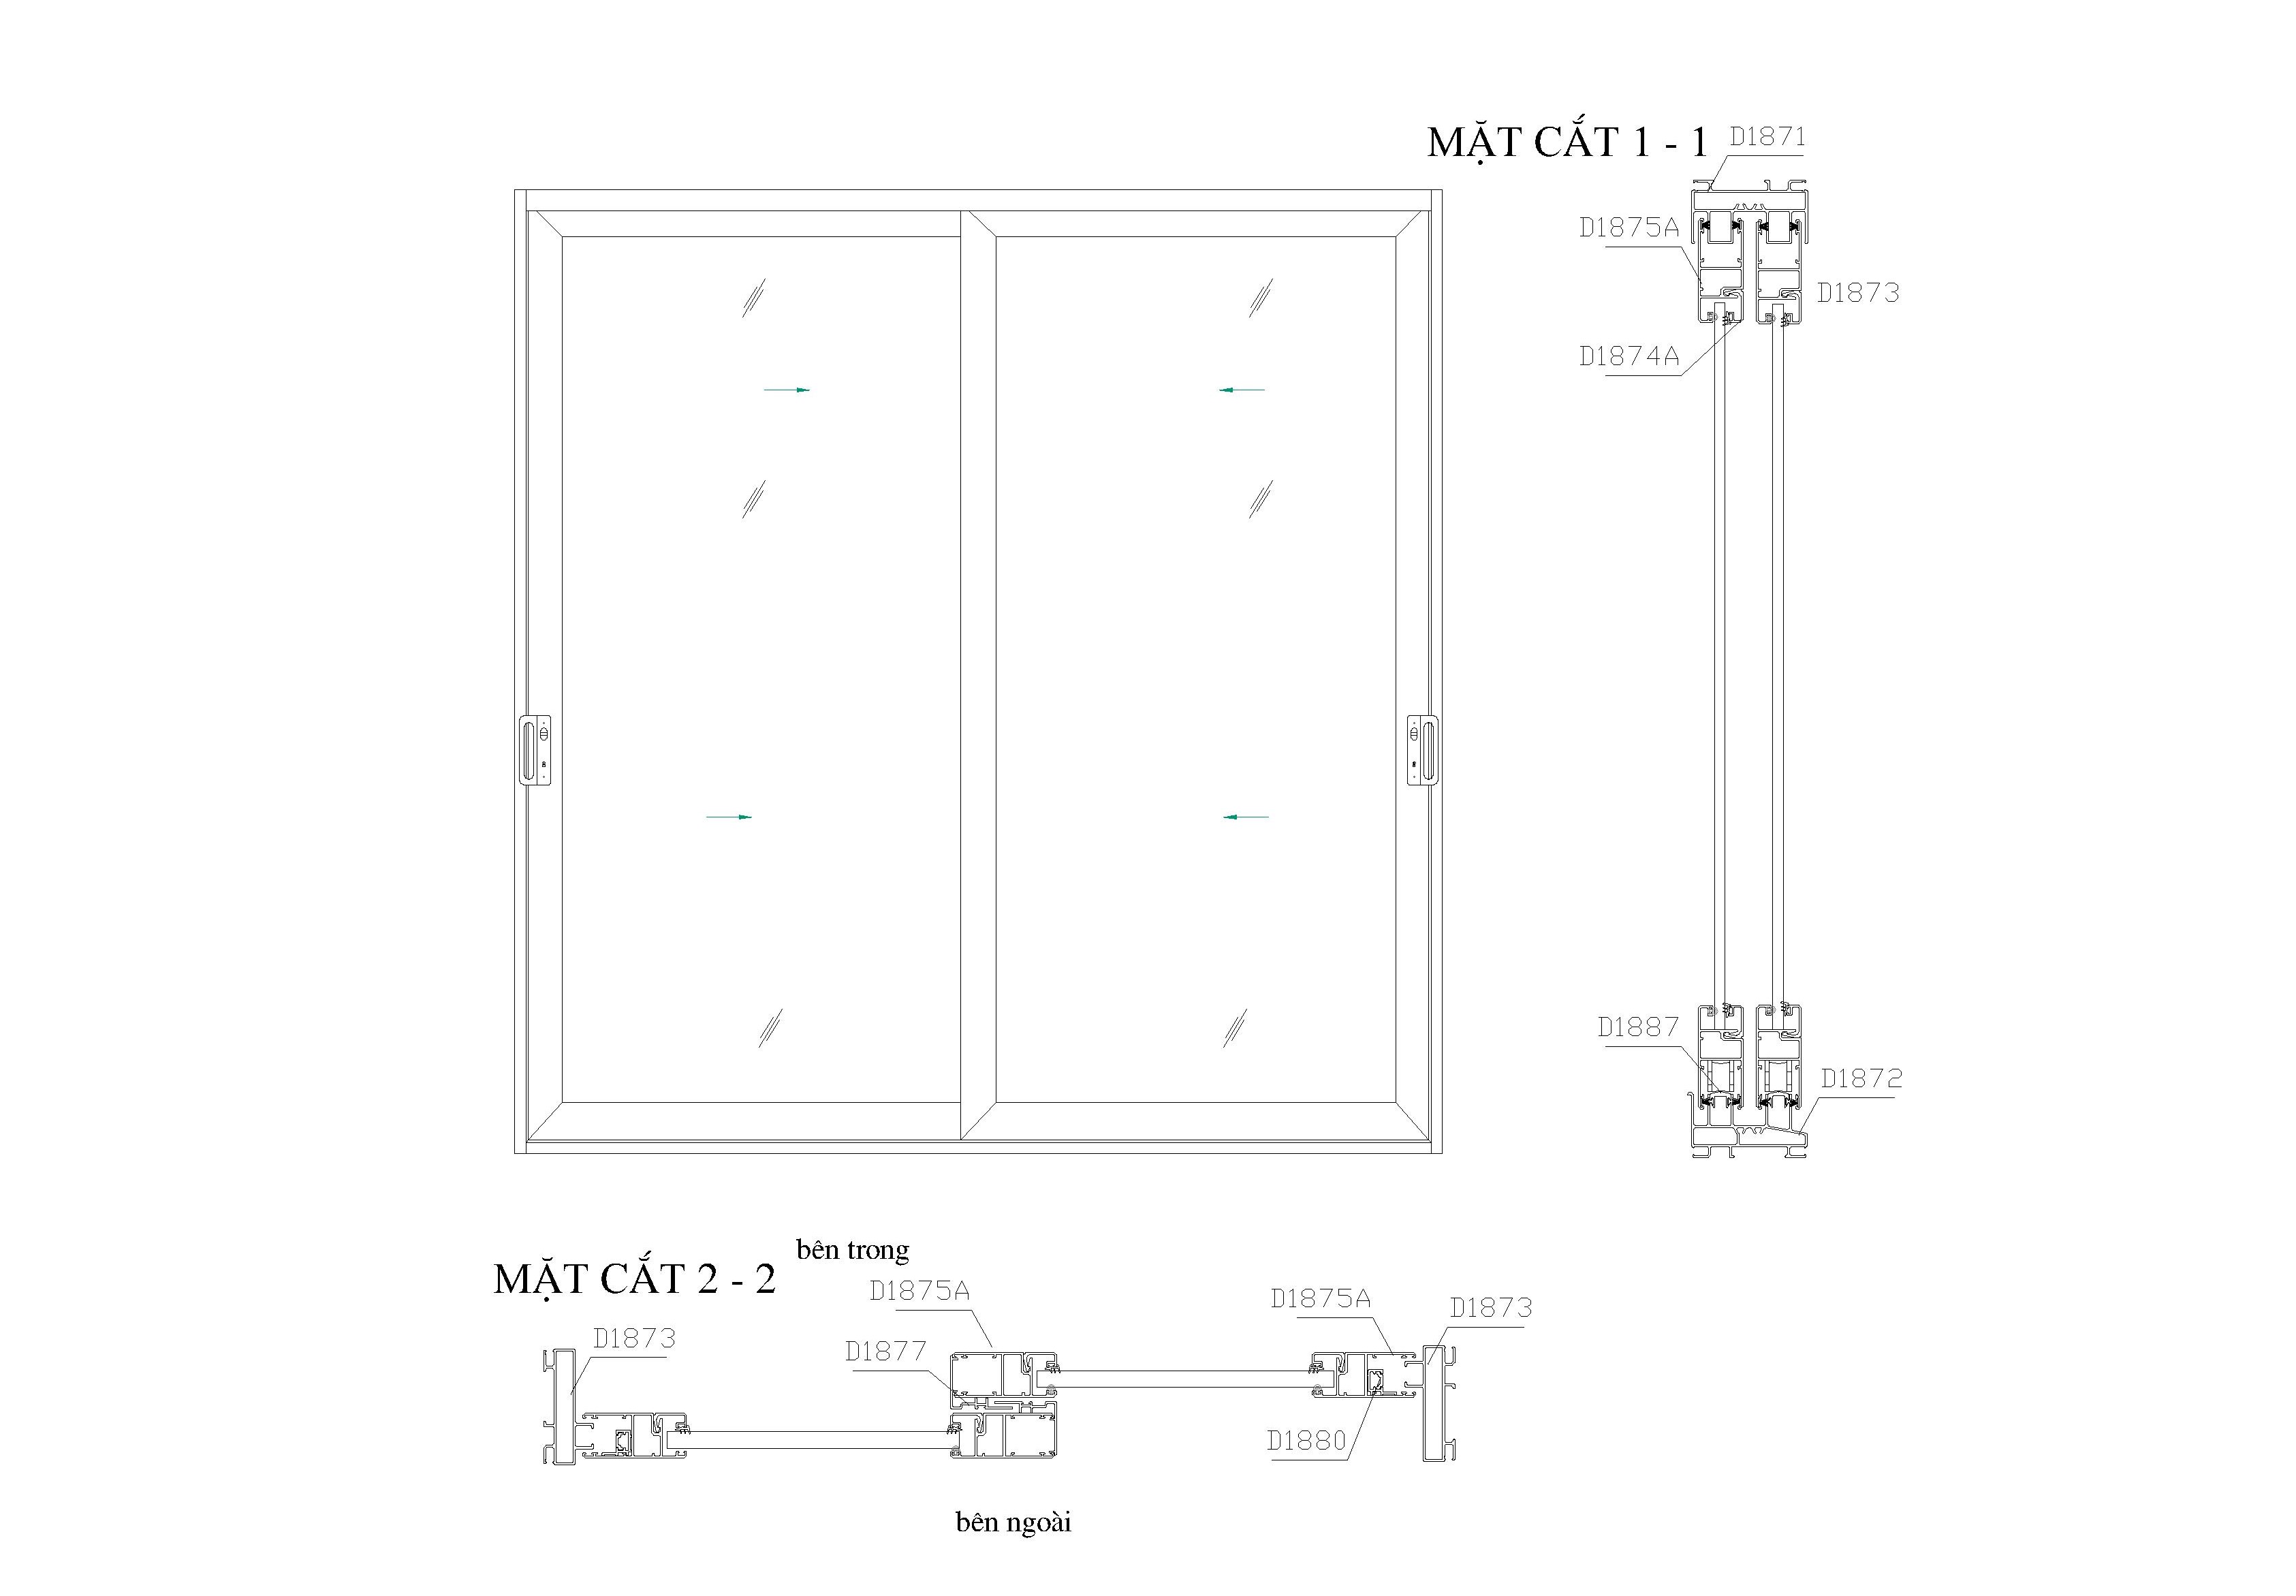 MẶT CẮT 1 - 1
D1871
D1875A
D1873
D1874A
D1887
D1872
bên trong
MẶT CẮT 2 - 2
D1875A
D1875A
D1873
D1873
D1877
D1880
bên ngoài